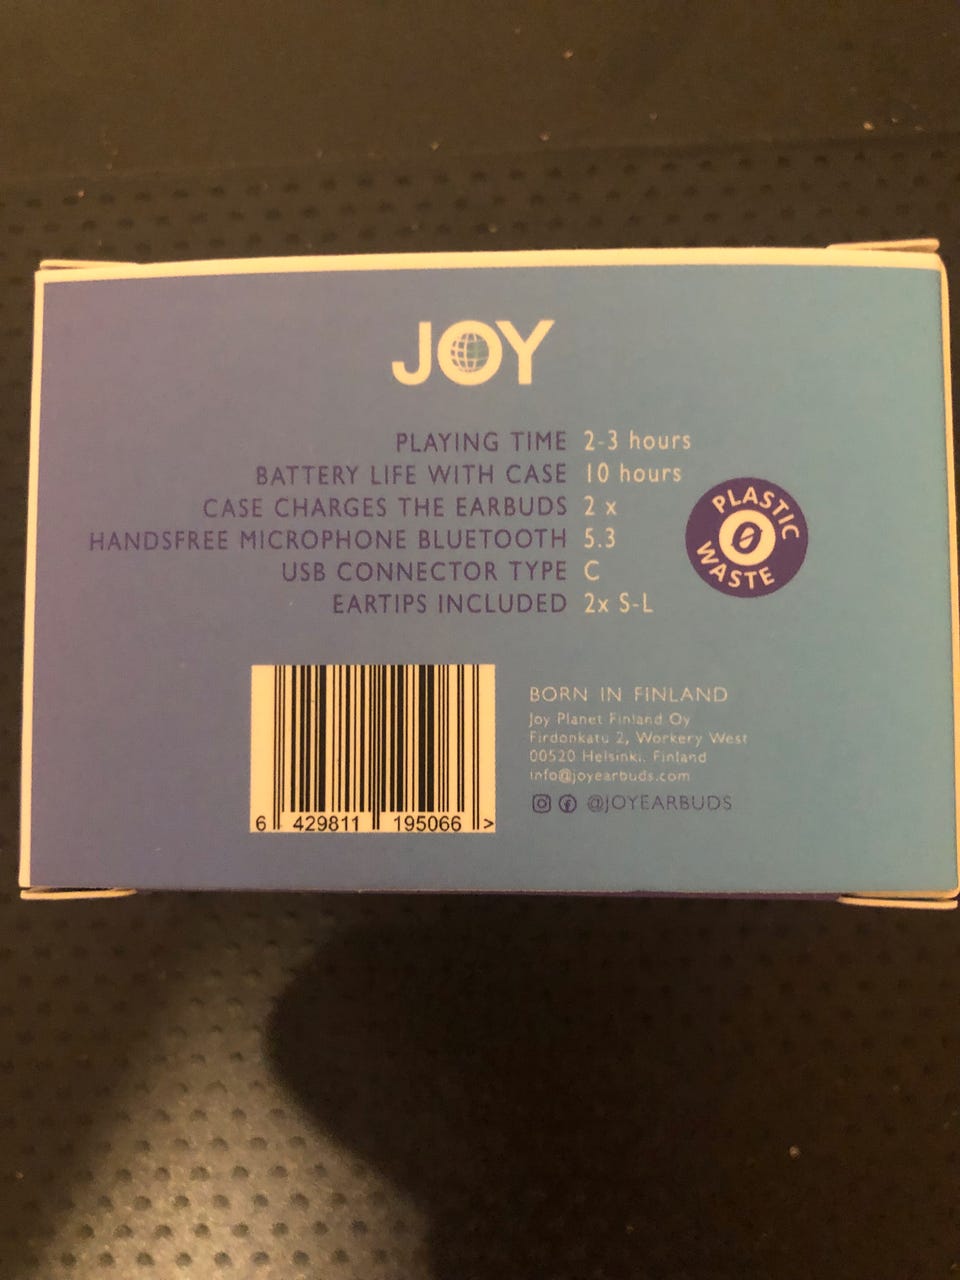 JOY
PLAYING TIME 2-3 hours
BATTERY LIFE WITH CASE 10 hours
CASE CHARGES THE EARBUDS 2 x
HANDSFREE MICROPHONE BLUETOOTH 5.3
USB CONNECTOR TYPE C
EARTIPS INCLUDED 2x S-L
PLASTIC
0
WASTE
6 429811 195066 >
BORN IN FINLAND
Joy Planet Finland Oy
Firdonkatu 2, Workery West
00520 Helsinki, Finland
info@joyearbuds.com
@JOYEARBUDS